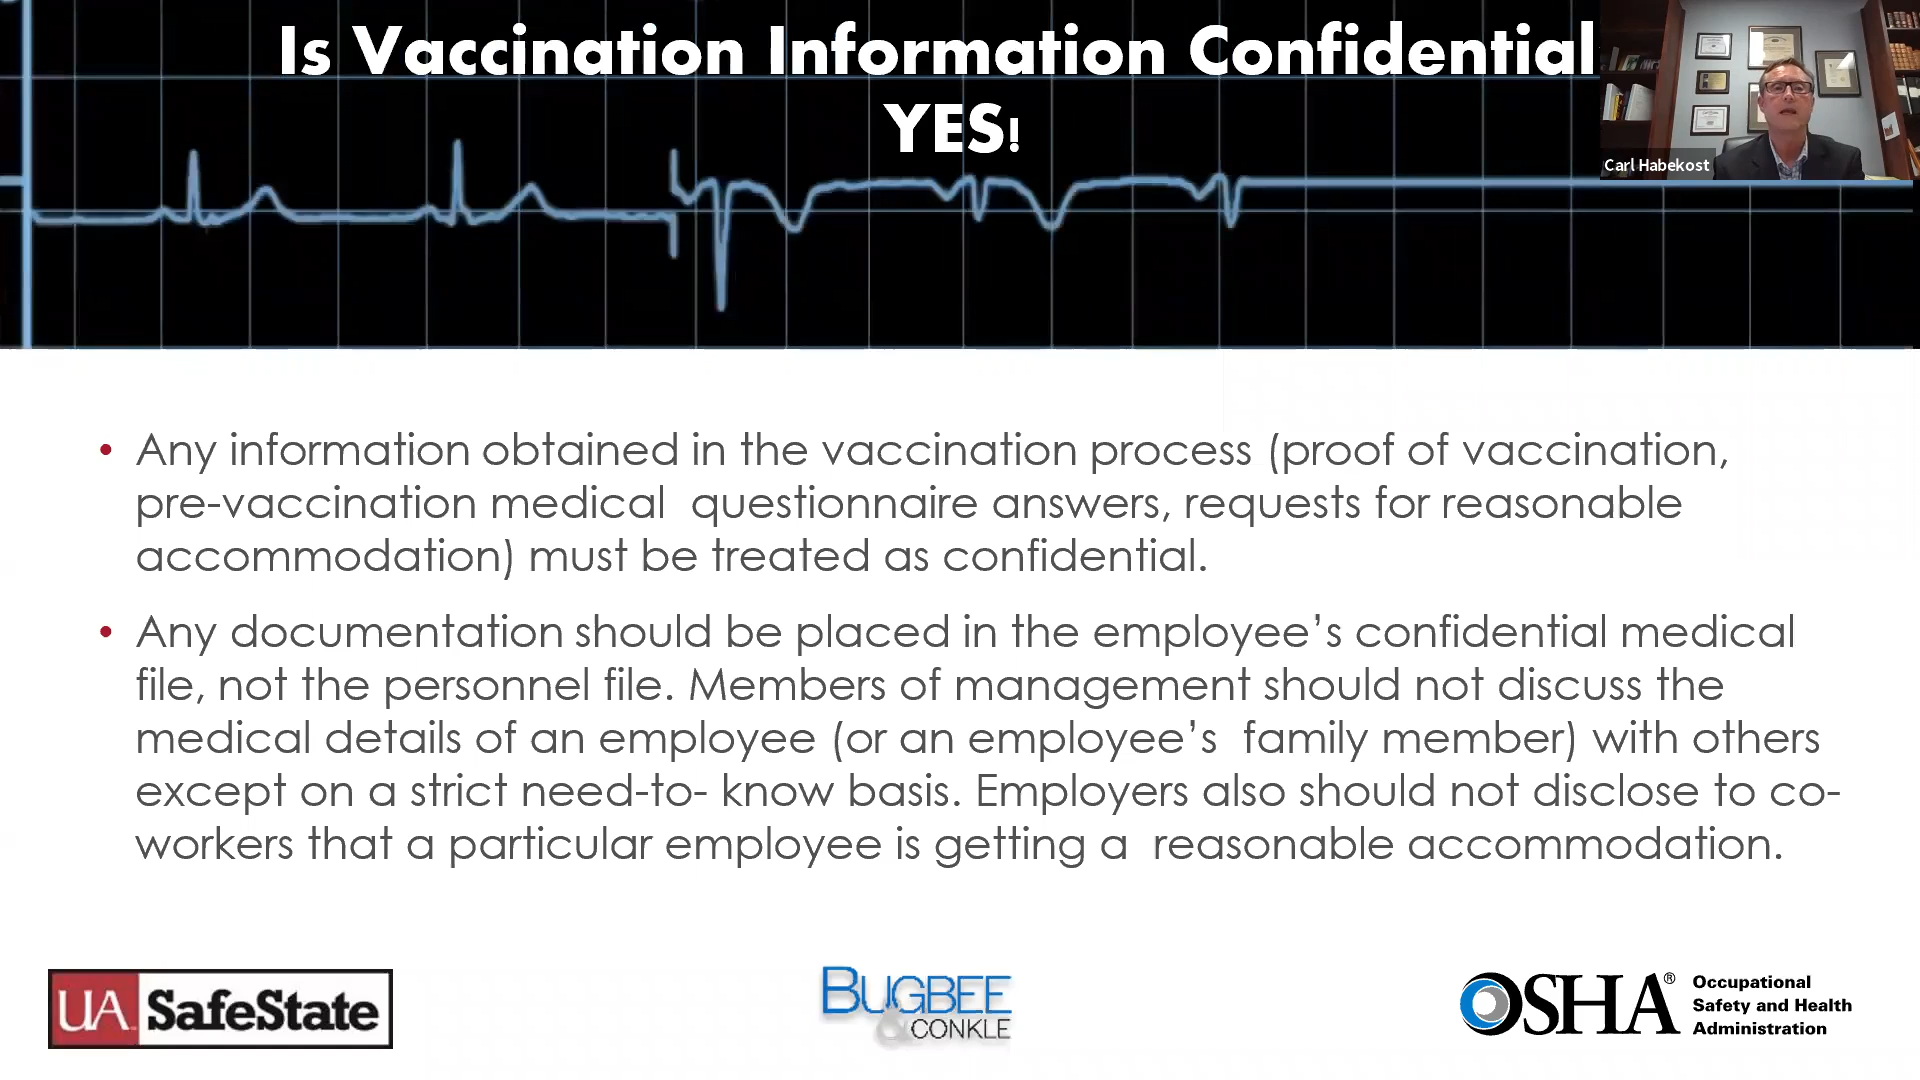 Is Vaccination Information Confidential
YES!
Carl Habekost
• Any information obtained in the vaccination process (proof of vaccination,
pre-vaccination medical  questionnaire answers, requests for reasonable
accommodation) must be treated as confidential.
• Any documentation should be placed in the employee’s confidential medical
file, not the personnel file. Members of management should not discuss the
medical details of an employee (or an employee’s  family member) with others
except on a strict need-to- know basis. Employers also should not disclose to co-
workers that a particular employee is getting a  reasonable accommodation.
UA SafeState
BUGBEE
& CONKLE
OSHA®
Occupational
Safety and Health
Administration